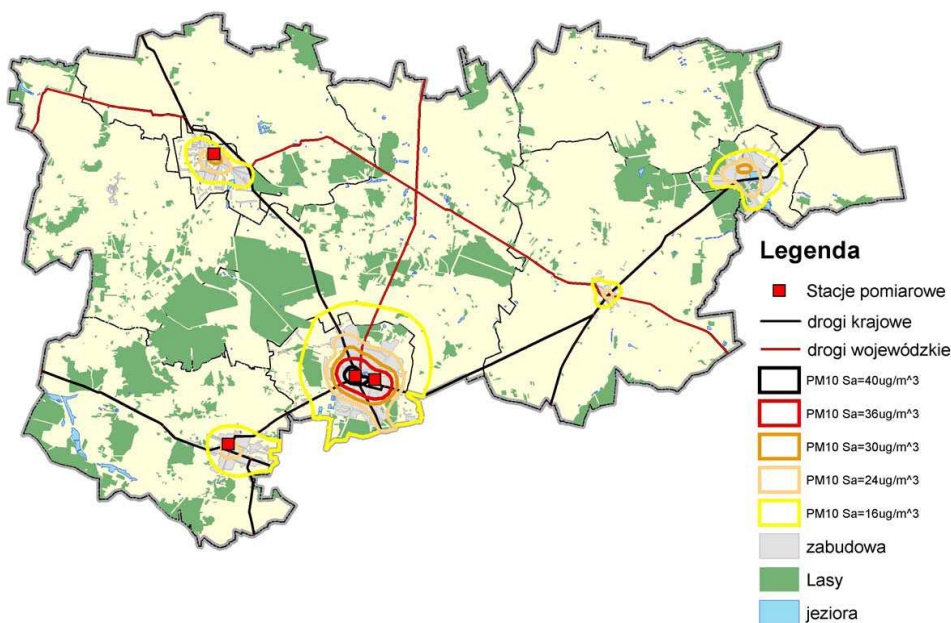 Legenda
Stacje pomiarowe
drogi krajowe
drogi wojewódzkie
PM10 Sa=40ug/m^3
PM10 Sa=36ug/m^3
PM10 Sa=30ug/m^3
PM10 Sa=24ug/m^3
PM10 Sa=16ug/m^3
zabudowa
Lasy
jeziora